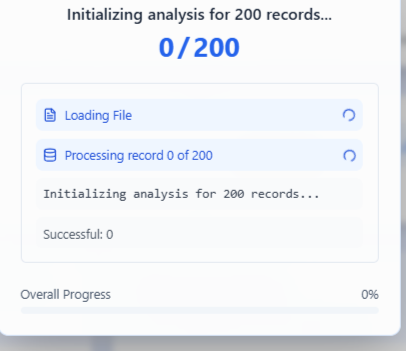 Initializing analysis for 200 records...
0/200
Loading File
Processing record 0 of 200
Initializing analysis for 200 records...
Successful: 0
Overall Progress 0%